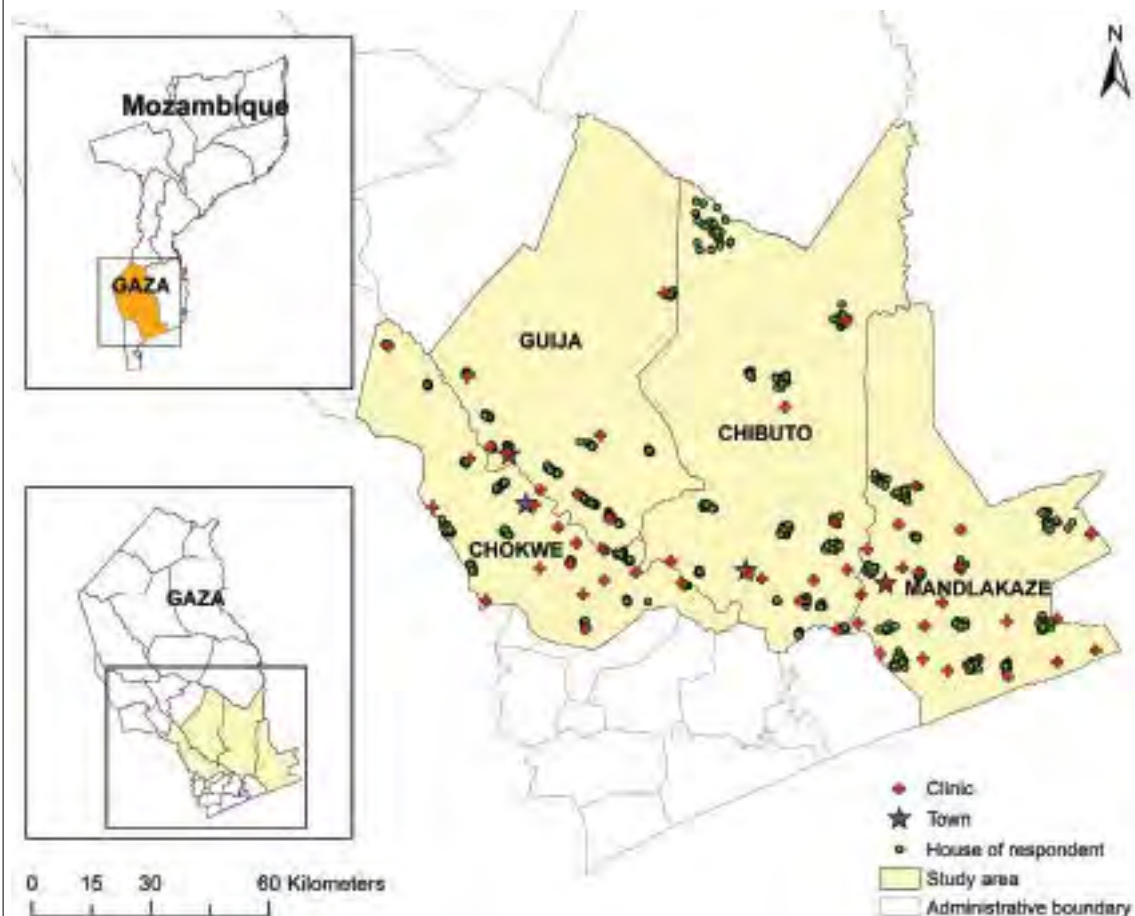 N
Mozambique
GAZA
GUIJA
CHIBUTO
CHOKWE
MANDLAKAZE
GAZA
Clinic
Town
House of respondent
Study area
Administrative boundary
0 15 30 60 Kilometers